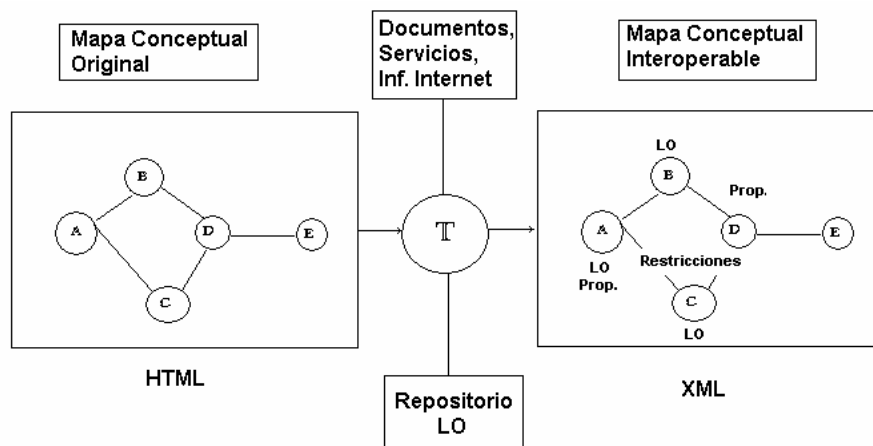 Mapa Conceptual
Original
Documentos,
Servicios,
Inf. Internet
Mapa Conceptual
Interoperable
B
A
D
E
C
HTML
𝕋
Repositorio
LO
LO
B
Prop.
A
D
E
LO
Prop.
Restricciones
C
LO
XML